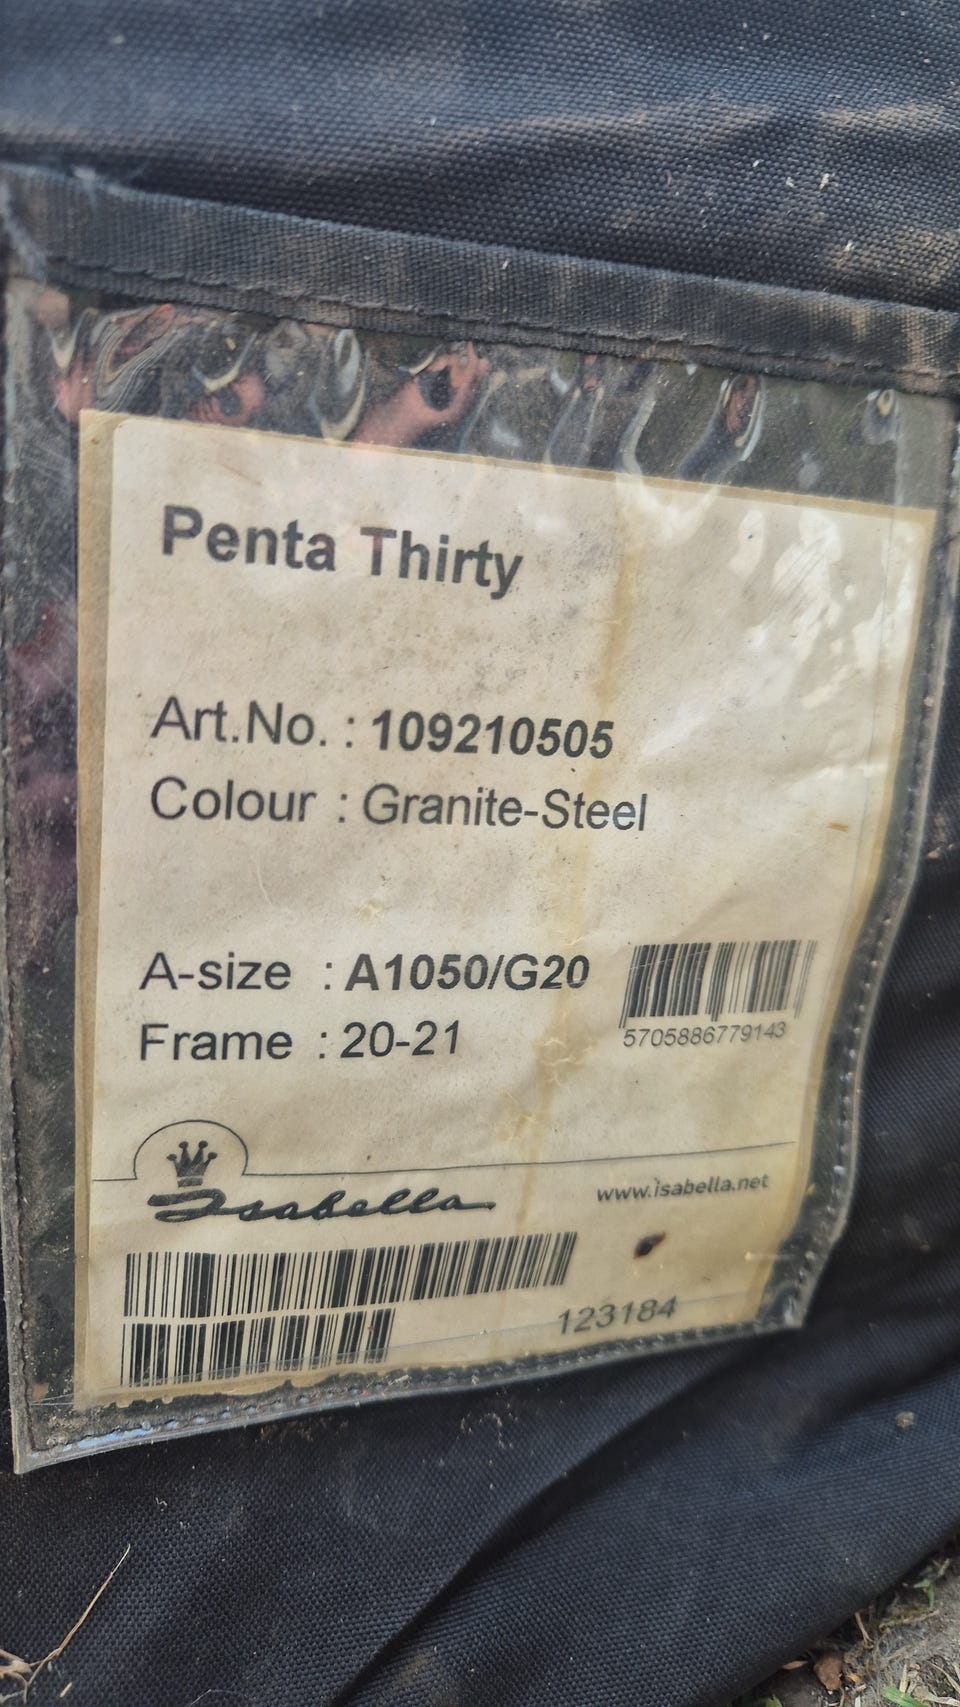 Penta Thirty
Art.No. : 109210505
Colour : Granite-Steel
A-size : A1050/G20
Frame : 20-21
5705886779143
Isabella
www.isabella.net
123184